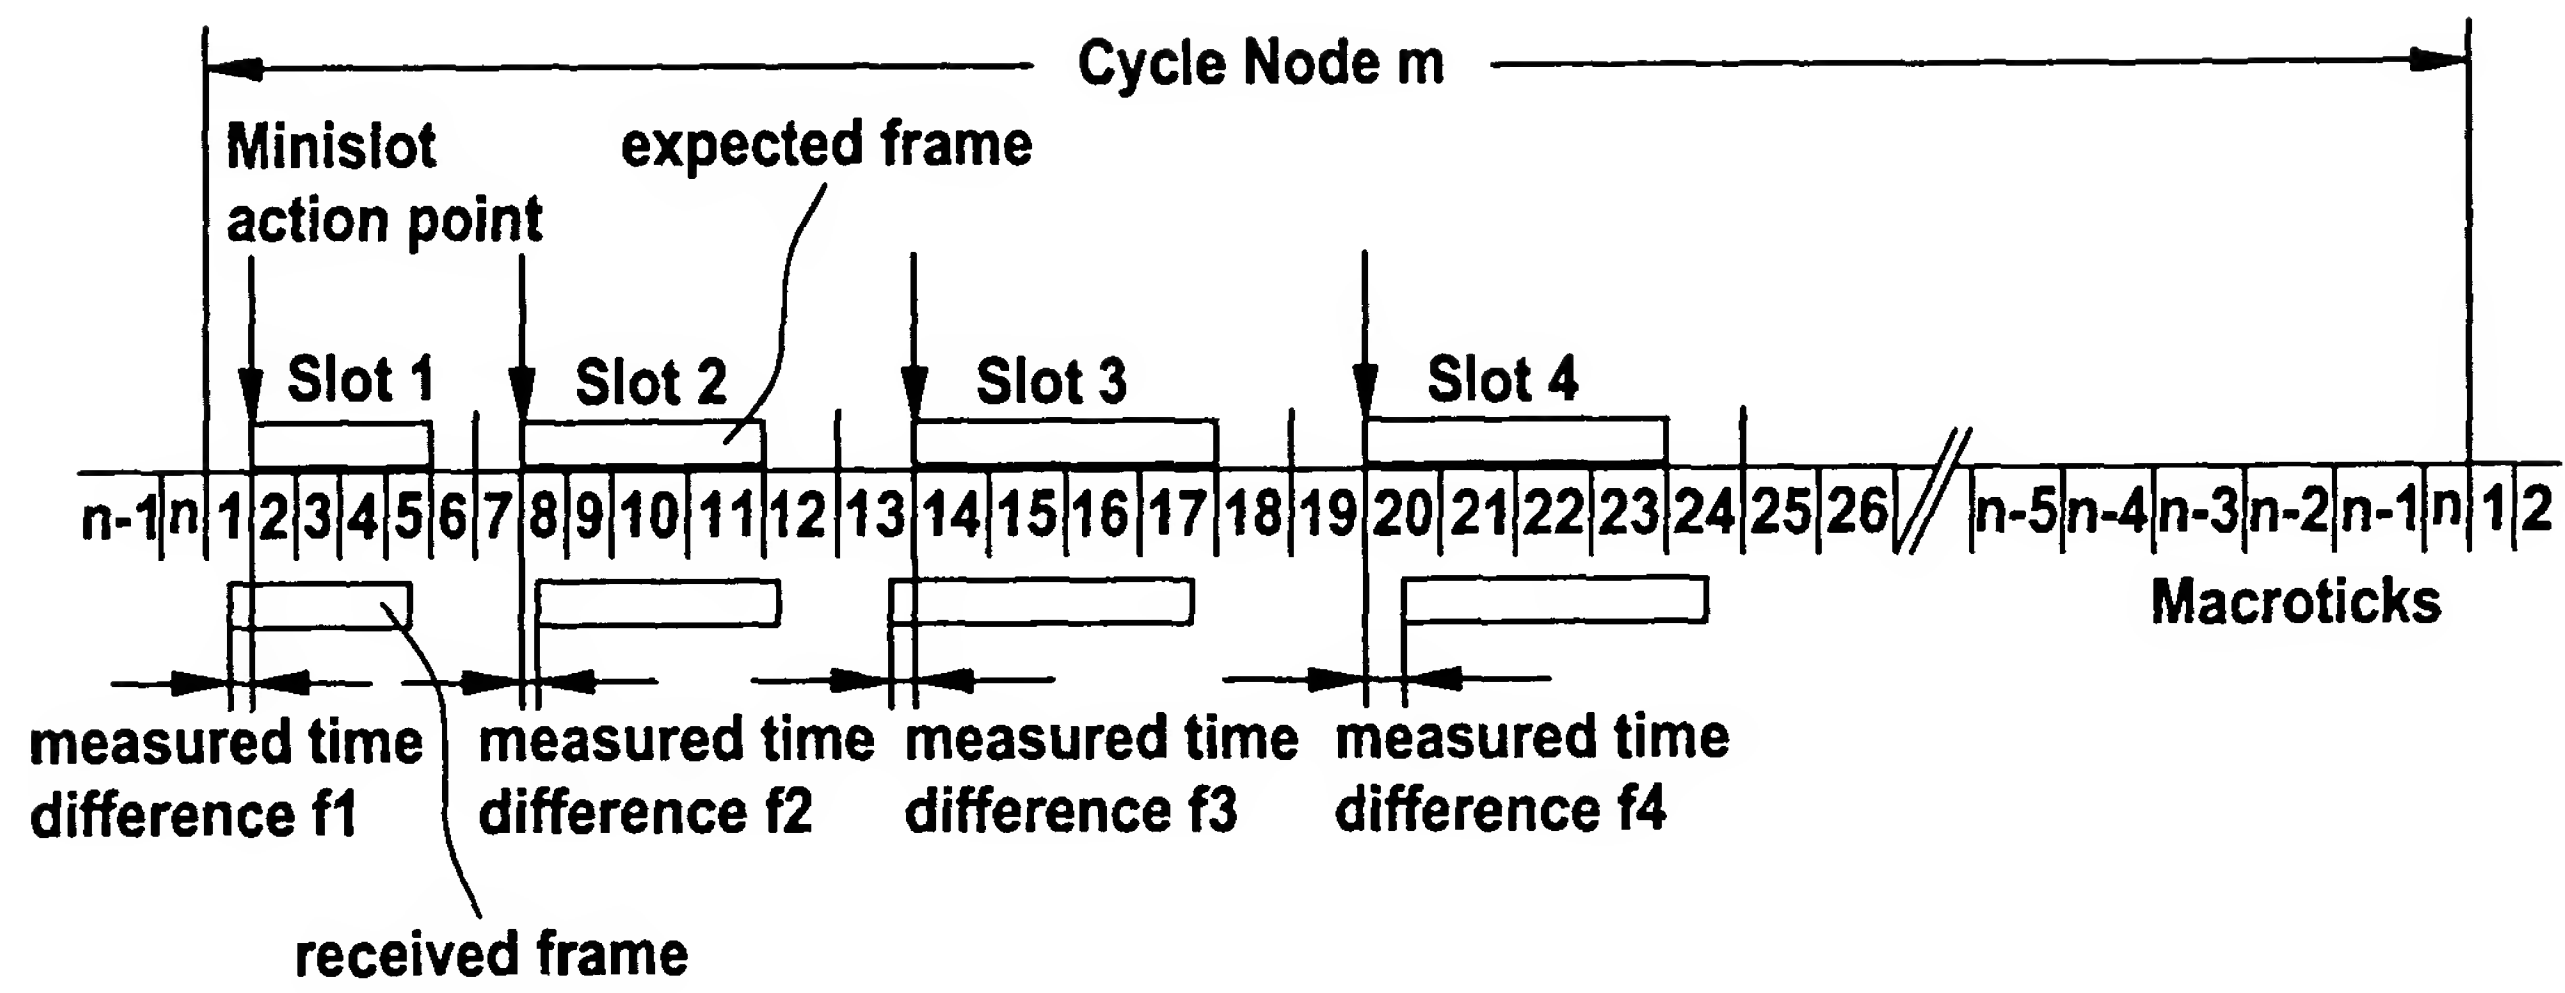 Cycle Node m
Minislot
action point
expected frame
Slot 1
Slot 2
Slot 3
Slot 4
n-1 n 1 2 3 4 5 6 7 8 9 10 11 12 13 14 15 16 17 18 19 20 21 22 23 24 25 26 n-5 n-4 n-3 n-2 n-1 n 1 2
Macroticks
measured time
difference f1
measured time
difference f2
measured time
difference f3
measured time
difference f4
received frame